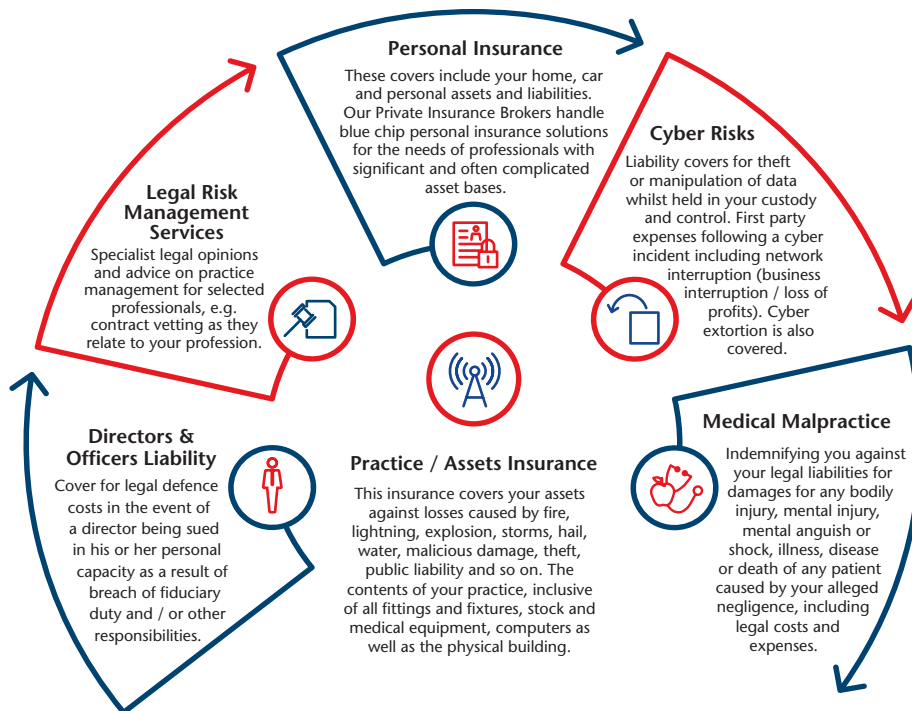 Personal Insurance
These covers include your home, car
and personal assets and liabilities.
Our Private Insurance Brokers handle
blue chip personal insurance solutions
for the needs of professionals with
significant and often complicated
asset bases.
Cyber Risks
Liability covers for theft
or manipulation of data
whilst held in your custody
and control. First party
expenses following a cyber
incident including network
interruption (business
interruption / loss of
profits). Cyber
extortion is also
covered.
Legal Risk
Management
Services
Specialist legal opinions
and advice on practice
management for selected
professionals, e.g.
contract vetting as they
relate to your profession.
Directors &
Officers Liability
Cover for legal defence
costs in the event of
a director being sued
in his or her personal
capacity as a result of
breach of fiduciary
duty and / or other
responsibilities.
Practice / Assets Insurance
This insurance covers your assets
against losses caused by fire,
lightning, explosion, storms, hail,
water, malicious damage, theft,
public liability and so on. The
contents of your practice, inclusive
of all fittings and fixtures, stock and
medical equipment, computers as
well as the physical building.
Medical Malpractice
Indemnifying you against
your legal liabilities for
damages for any bodily
injury, mental injury,
mental anguish or
shock, illness, disease
or death of any patient
caused by your alleged
negligence, including
legal costs and
expenses.